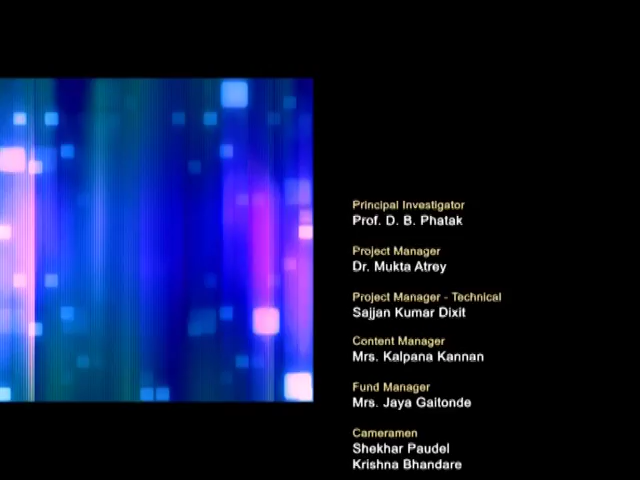 Principal Investigator
Prof. D. B. Phatak
Project Manager
Dr. Mukta Atrey
Project Manager - Technical
Sajjan Kumar Dixit
Content Manager
Mrs. Kalpana Kannan
Fund Manager
Mrs. Jaya Gaitonde
Cameramen
Shekhar Paudel
Krishna Bhandare